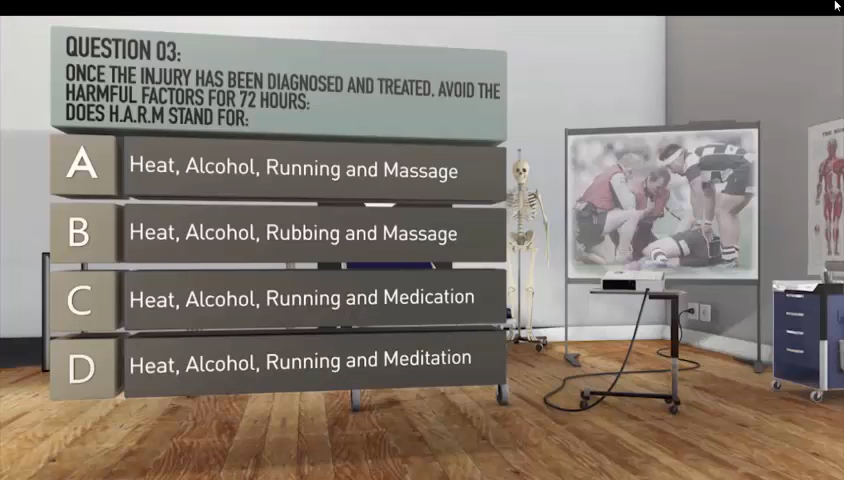 QUESTION 03:
ONCE THE INJURY HAS BEEN DIAGNOSED AND TREATED. AVOID THE
HARMFUL FACTORS FOR 72 HOURS:
DOES H.A.R.M STAND FOR:
A Heat, Alcohol, Running and Massage
B Heat, Alcohol, Rubbing and Massage
C Heat, Alcohol, Running and Medication
D Heat, Alcohol, Running and Meditation